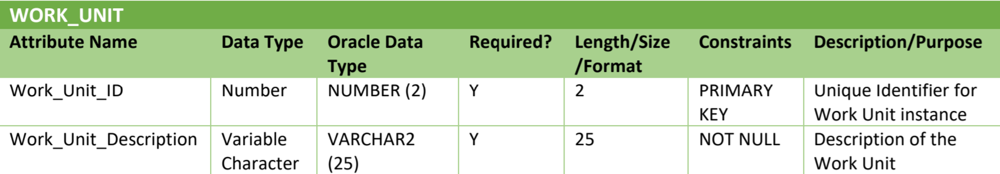 WORK_UNIT
Attribute Name Data Type Oracle Data Required? Length/Size Constraints Description/Purpose
Type /Format
Work_Unit_ID Number NUMBER (2) Y 2 PRIMARY Unique Identifier for
KEY Work Unit instance
Work_Unit_Description Variable VARCHAR2 Y 25 NOT NULL Description of the
Character (25) Work Unit